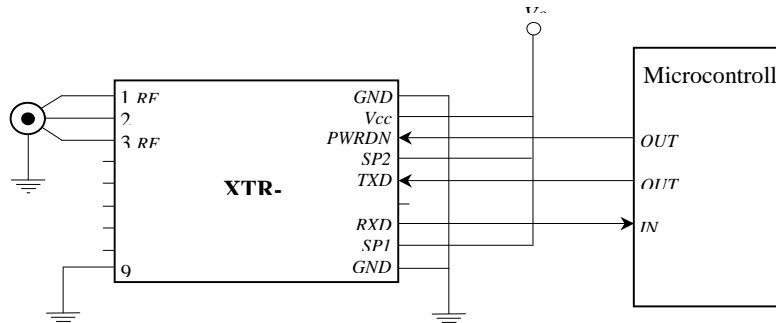 Vc
Microcontroll
1 RF
2
3 RF
9
XTR-
GND
Vcc
PWRDN
SP2
TXD
RXD
SP1
GND
OUT
OUT
IN